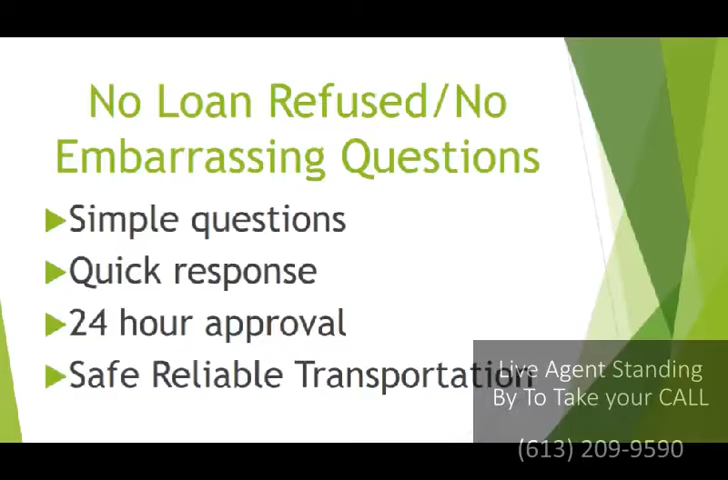 No Loan Refused/No
Embarrassing Questions
Simple questions
Quick response
24 hour approval
Safe Reliable Transportation
Live Agent Standing
By To Take your CALL
(613) 209-9590